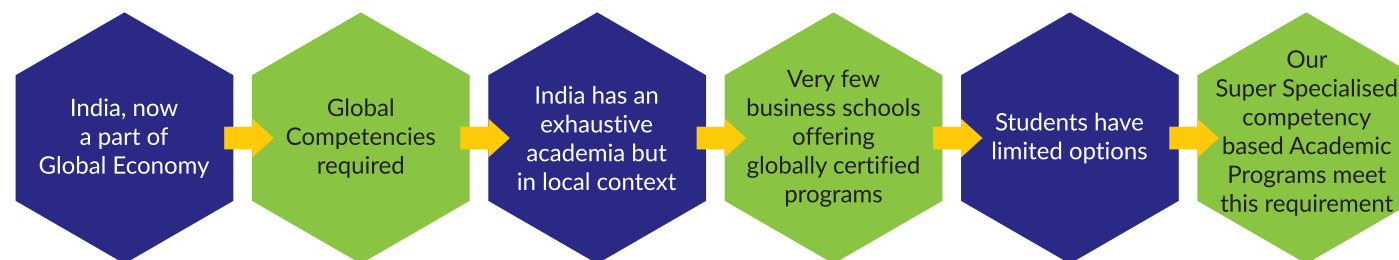 India, now
a part of
Global Economy
Global
Competencies
required
India has an
exhaustive
academia but
in local context
Very few
business schools
offering
globally certified
programs
Students have
limited options
Our
Super Specialised
competency
based Academic
Programs meet
this requirement